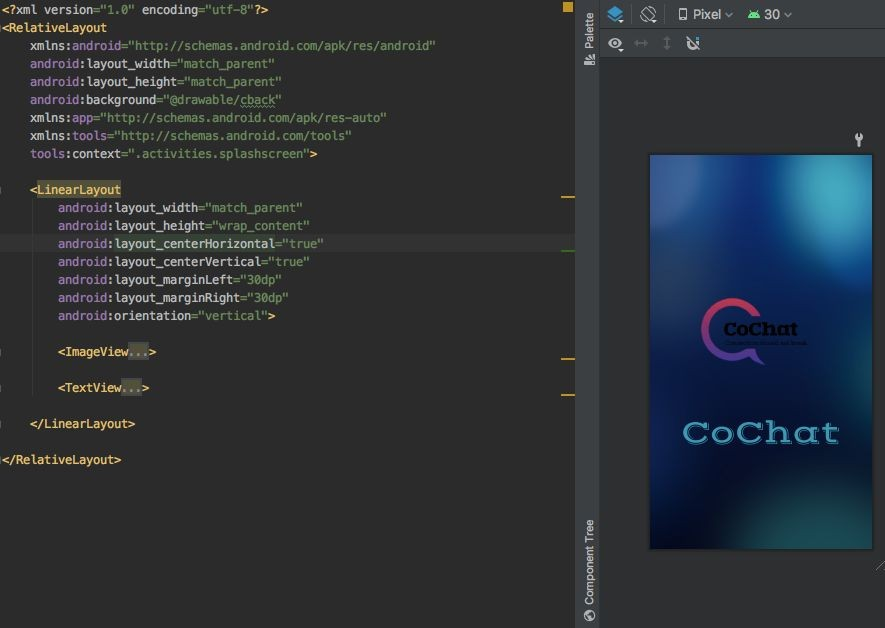 <?xml version="1.0" encoding="utf-8"?>
<RelativeLayout
xmlns:android="http://schemas.android.com/apk/res/android"
android:layout_width="match_parent"
android:layout_height="match_parent"
android:background="@drawable/cback"
xmlns:app="http://schemas.android.com/apk/res-auto"
xmlns:tools="http://schemas.android.com/tools"
tools:context=".activities.splashscreen">
<LinearLayout
android:layout_width="match_parent"
android:layout_height="wrap_content"
android:layout_centerHorizontal="true"
android:layout_centerVertical="true"
android:layout_marginLeft="30dp"
android:layout_marginRight="30dp"
android:orientation="vertical">
<ImageView...>
<TextView...>
</LinearLayout>
</RelativeLayout>
Palette
Component Tree
Pixel
30
CoChat
CoChat